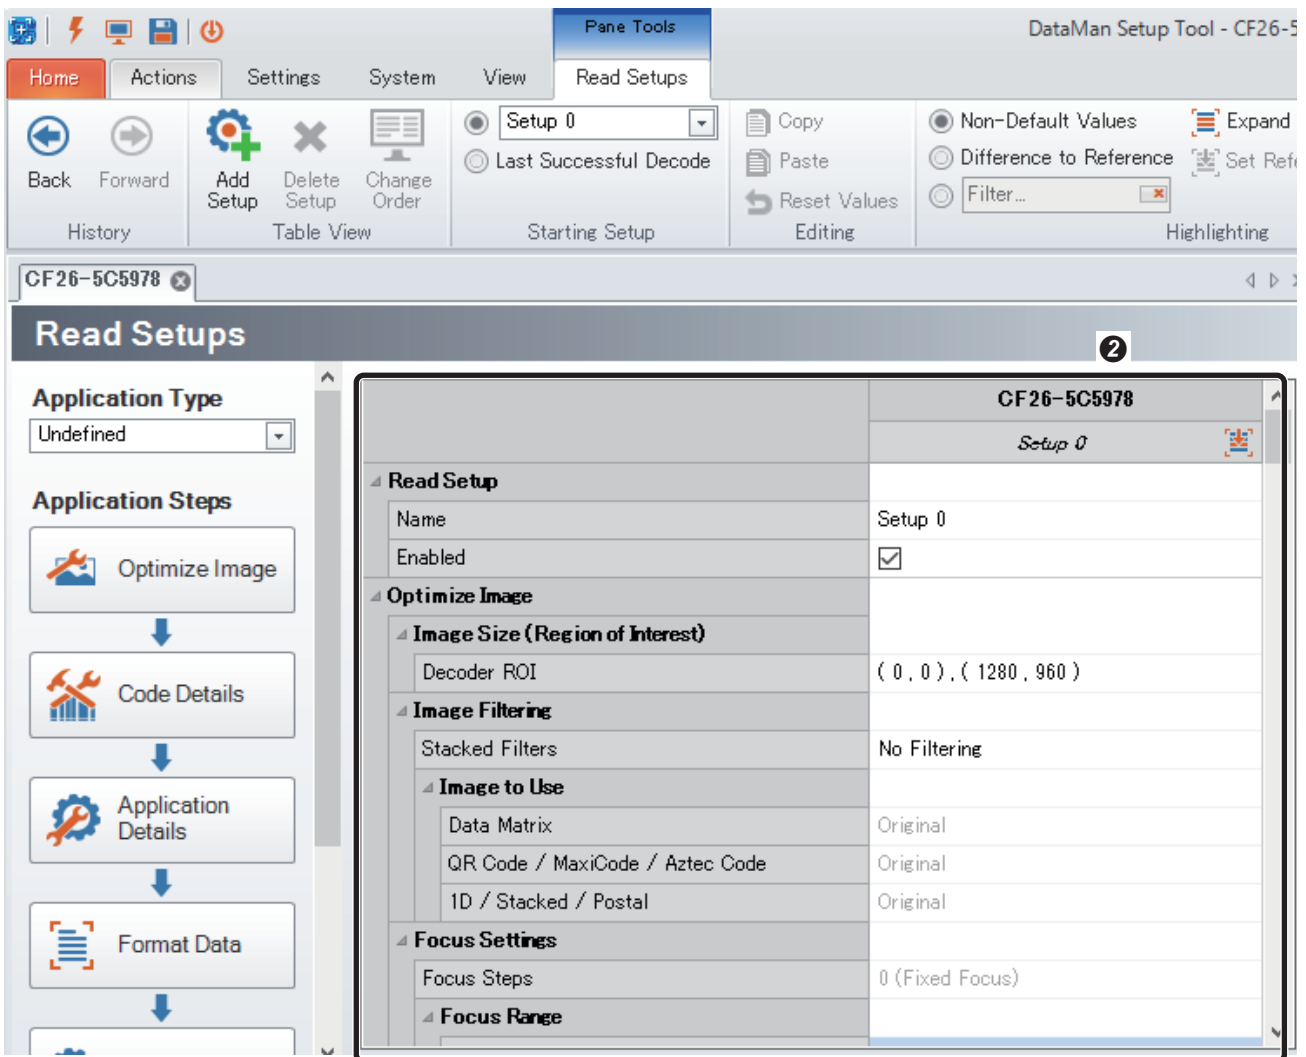 Pane Tools
DataMan Setup Tool - CF26-5
Home Actions Settings System View Read Setups
Setup 0
Copy
Non-Default Values
Expand
Last Successful Decode
Paste
Difference to Reference
Set Refe
Back Forward
Add Setup
Delete Setup
Change Order
Reset Values
Filter...
History
Table View
Starting Setup
Editing
Highlighting
CF26-5C5978
Read Setups
2
Application Type
Undefined
Application Steps
Optimize Image
Code Details
Application
Details
Format Data
CF26-5C5978
Setup 0
Read Setup
Name Setup 0
Enabled
Optimize Image
Image Size (Region of Interest)
Decoder ROI ( 0 , 0 ) , ( 1280 , 960 )
Image Filtering
Stacked Filters No Filtering
Image to Use
Data Matrix Original
QR Code / MaxiCode / Aztec Code Original
1D / Stacked / Postal Original
Focus Settings
Focus Steps 0 (Fixed Focus)
Focus Range